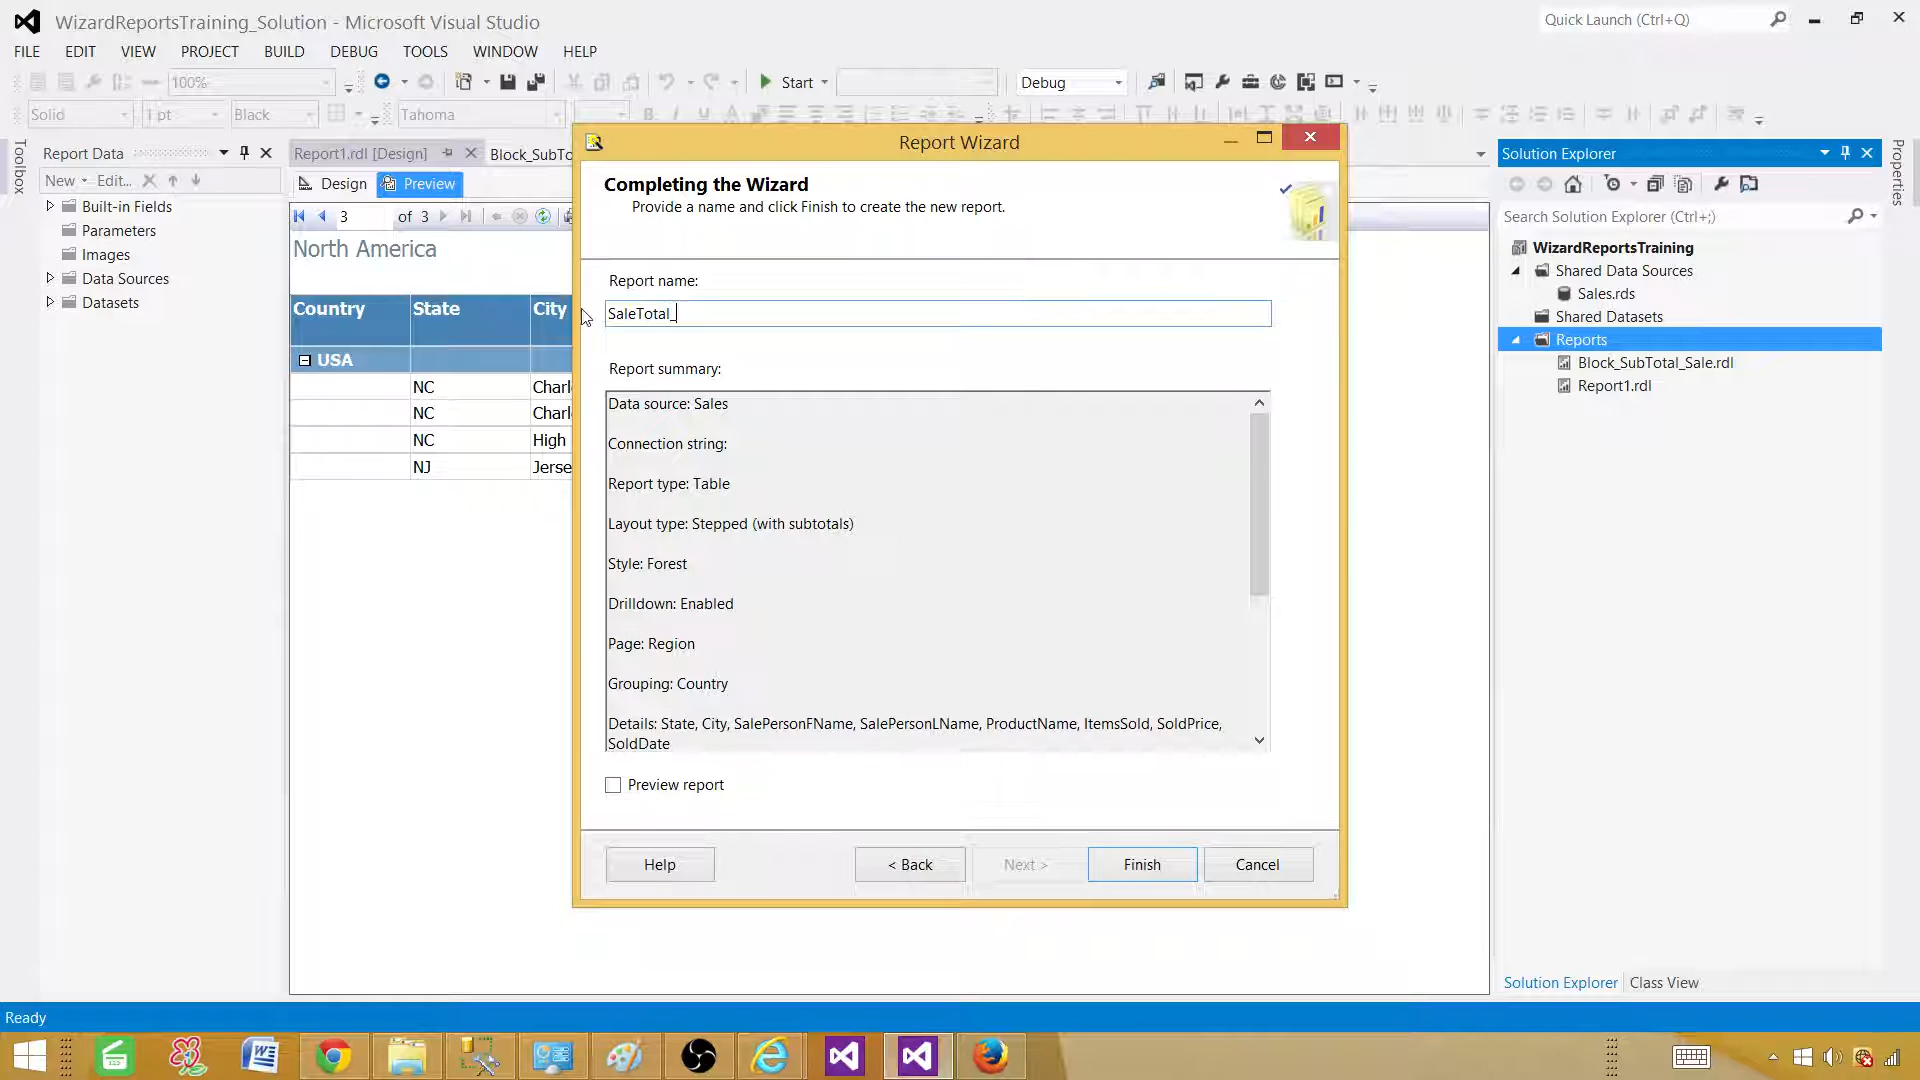 WizardReportsTraining_Solution - Microsoft Visual Studio
Quick Launch (Ctrl+Q)
FILE EDIT VIEW PROJECT BUILD DEBUG TOOLS WINDOW HELP
100% Start Debug
Solid 1 pt Black Tahoma
Toolbox
Report Data
New Edit...
Built-in Fields
Parameters
Images
Data Sources
Datasets
Report1.rdl [Design] Block_SubTo
Design Preview
3 of 3
North America
Country State City
USA
NC Charl
NC Charl
NC High
NJ Jerse
Report Wizard
Completing the Wizard
Provide a name and click Finish to create the new report.
Report name:
SaleTotal_
Report summary:
Data source: Sales
Connection string:
Report type: Table
Layout type: Stepped (with subtotals)
Style: Forest
Drilldown: Enabled
Page: Region
Grouping: Country
Details: State, City, SalePersonFName, SalePersonLName, ProductName, ItemsSold, SoldPrice,
SoldDate
Preview report
Help < Back Next > Finish Cancel
Solution Explorer
Search Solution Explorer (Ctrl+;)
WizardReportsTraining
Shared Data Sources
Sales.rds
Shared Datasets
Reports
Block_SubTotal_Sale.rdl
Report1.rdl
Solution Explorer Class View
Properties
Ready